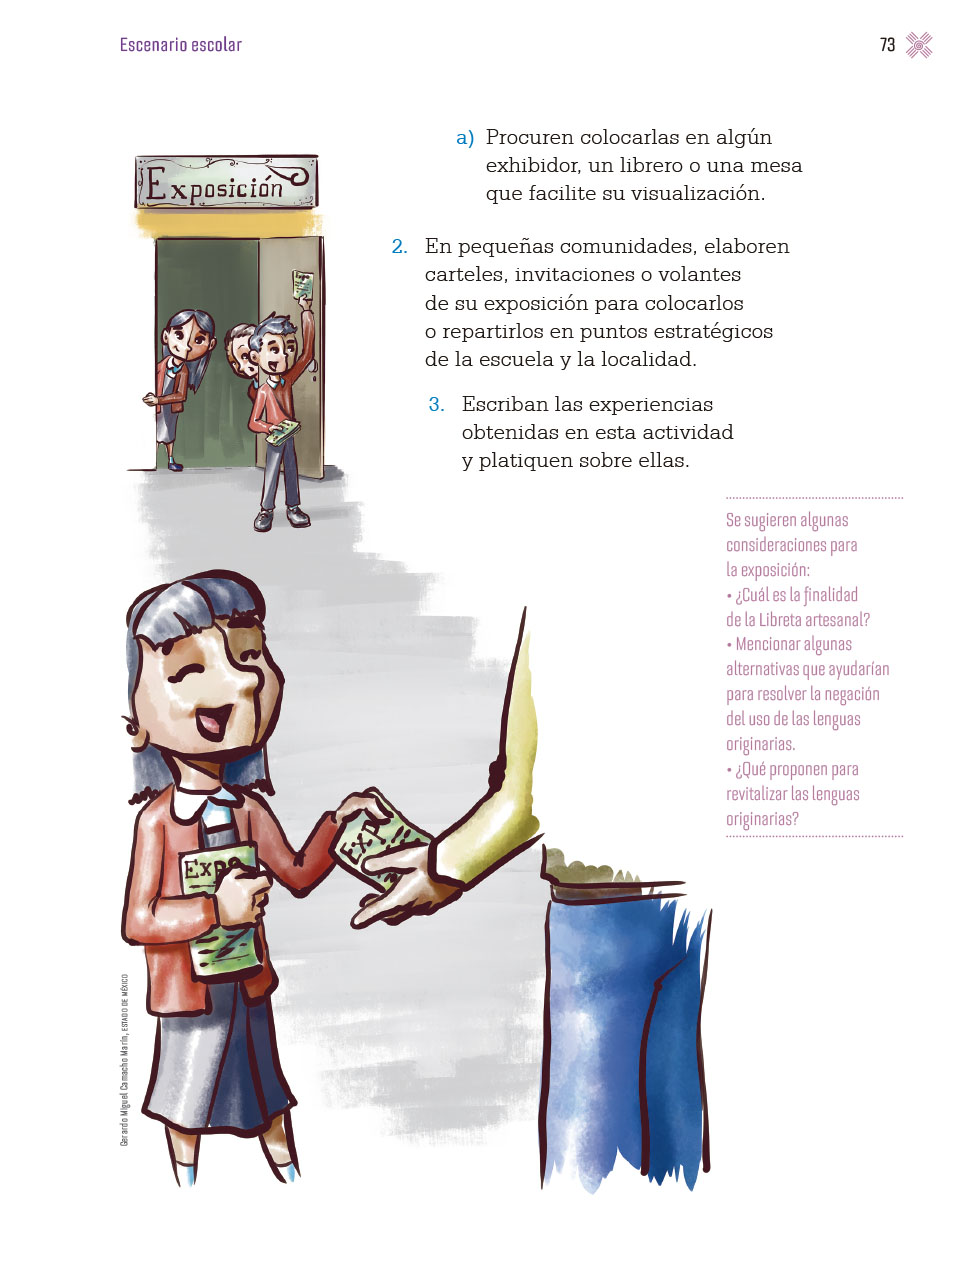 Escenario escolar
73
a) Procuren colocarlas en algún
exhibidor, un librero o una mesa
que facilite su visualización.
Exposición
2. En pequeñas comunidades, elaboren
carteles, invitaciones o volantes
de su exposición para colocarlos
o repartirlos en puntos estratégicos
de la escuela y la localidad.
Expo
3. Escriban las experiencias
obtenidas en esta actividad
y platiquen sobre ellas.
Se sugieren algunas
consideraciones para
la exposición:
• ¿Cuál es la finalidad
de la Libreta artesanal?
• Mencionar algunas
alternativas que ayudarían
para resolver la negación
del uso de las lenguas
originarias.
• ¿Qué proponen para
revitalizar las lenguas
originarias?
Exp
Expo
Gerardo Miguel Camacho Marín, ESTADO DE MÉXICO